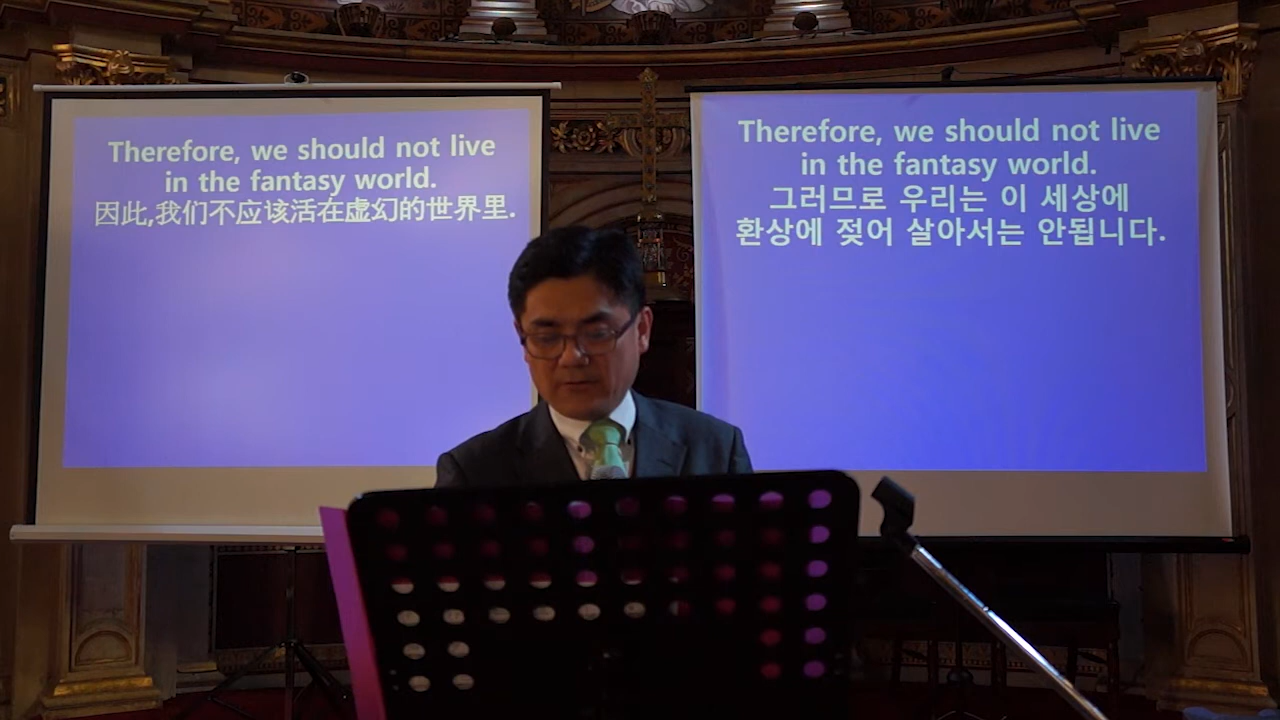 Therefore, we should not live
in the fantasy world.
因此,我们不应该活在虚幻的世界里.
Therefore, we should not live
in the fantasy world.
그러므로 우리는 이 세상에
환상에 젖어 살아서는 안됩니다.